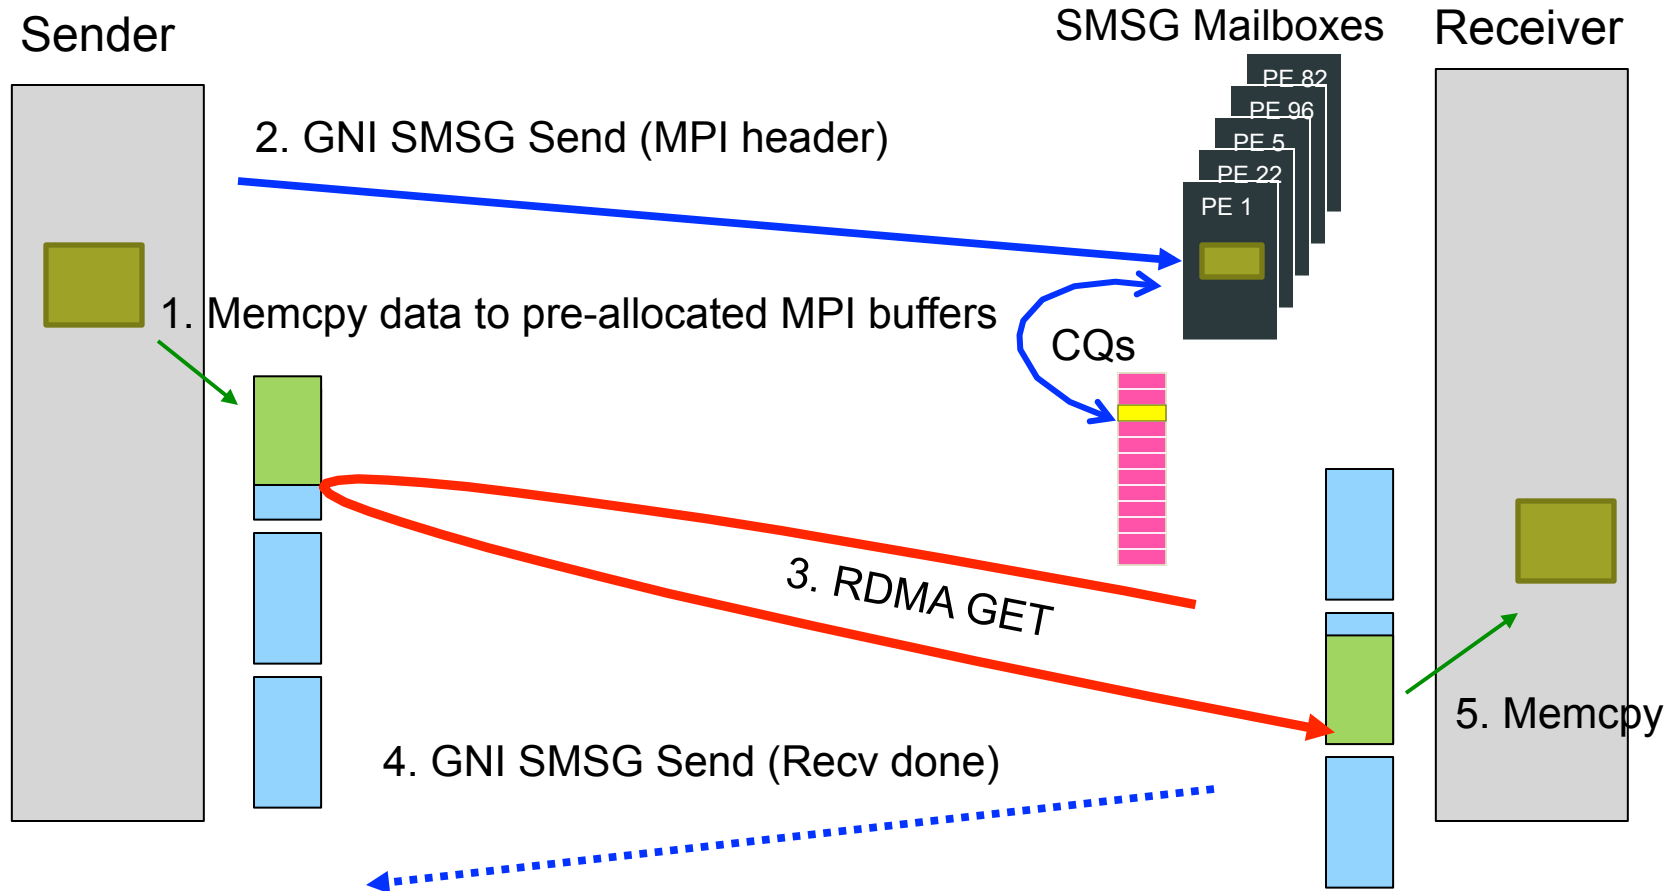 Sender
SMSG Mailboxes
Receiver
PE 82
PE 96
PE 5
PE 22
PE 1
2. GNI SMSG Send (MPI header)
1. Memcpy data to pre-allocated MPI buffers
CQs
3. RDMA GET
5. Memcpy
4. GNI SMSG Send (Recv done)